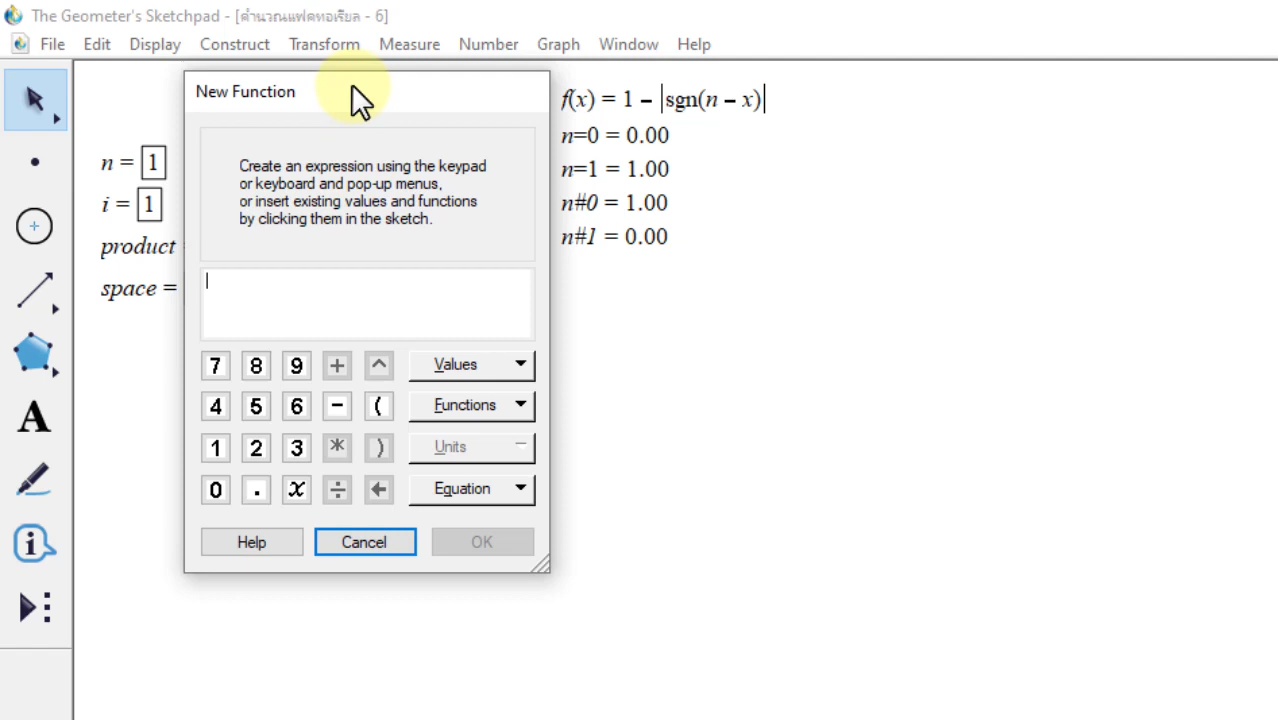 The Geometer's Sketchpad - [คำนวณแฟคทอเรียล - 6]
File Edit Display Construct Transform Measure Number Graph Window Help
New Function
Create an expression using the keypad
or keyboard and pop-up menus,
or insert existing values and functions
by clicking them in the sketch.
n = 1
i = 1
product =
space =
7 8 9 + ^ Values
4 5 6 - ( Functions
1 2 3 * ) Units
0 . x ÷ ← Equation
Help Cancel OK
f(x) = 1 – |sgn(n – x)|
n=0 = 0.00
n=1 = 1.00
n#0 = 1.00
n#1 = 0.00
A
i